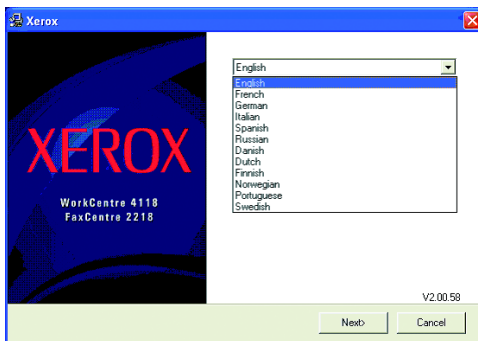 Xerox
English
English
French
German
Italian
Spanish
Russian
Danish
Dutch
Finnish
Norwegian
Portuguese
Swedish
XEROX
WorkCentre 4118
FaxCentre 2218
V2.00.58
Next>
Cancel